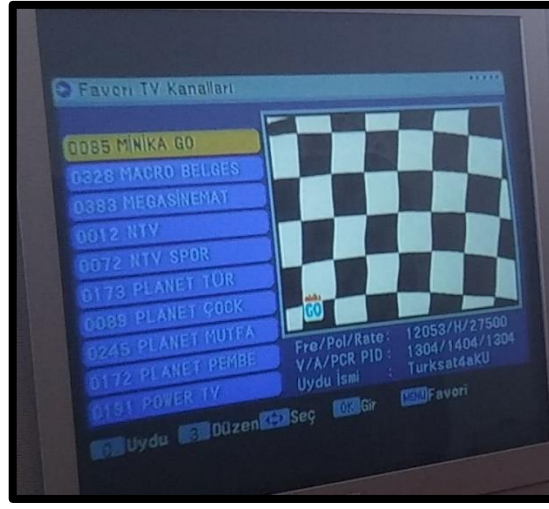 Favori TV Kanalları
0085 MİNİKA GO
0328 MACRO BELGES
0383 MEGASİNEMAT
0012 NTV
0072 NTV SPOR
0173 PLANET TÜR
0089 PLANET ÇOCK
0245 PLANET MUTFA
0172 PLANET PEMBE
0191 POWER TV
minika
GO
Fre/Pol/Rate: 12053/H/27500
V/A/PCR PID: 1304/1404/1304
Uydu İsmi : Turksat4aKU
Uydu 3 Düzen Seç OK Gir MENU Favori